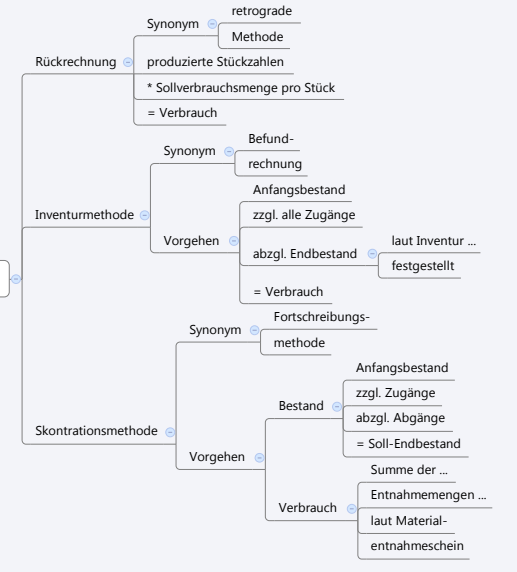 Rückrechnung
Synonym
retrograde
Methode
produzierte Stückzahlen
* Sollverbrauchsmenge pro Stück
= Verbrauch
Inventurmethode
Synonym
Befund-
rechnung
Vorgehen
Anfangsbestand
zzgl. alle Zugänge
abzgl. Endbestand
laut Inventur ...
festgestellt
= Verbrauch
Skontrationsmethode
Synonym
Fortschreibungs-
methode
Vorgehen
Bestand
Anfangsbestand
zzgl. Zugänge
abzgl. Abgänge
= Soll-Endbestand
Verbrauch
Summe der ...
Entnahmemengen ...
laut Material-
entnahmeschein